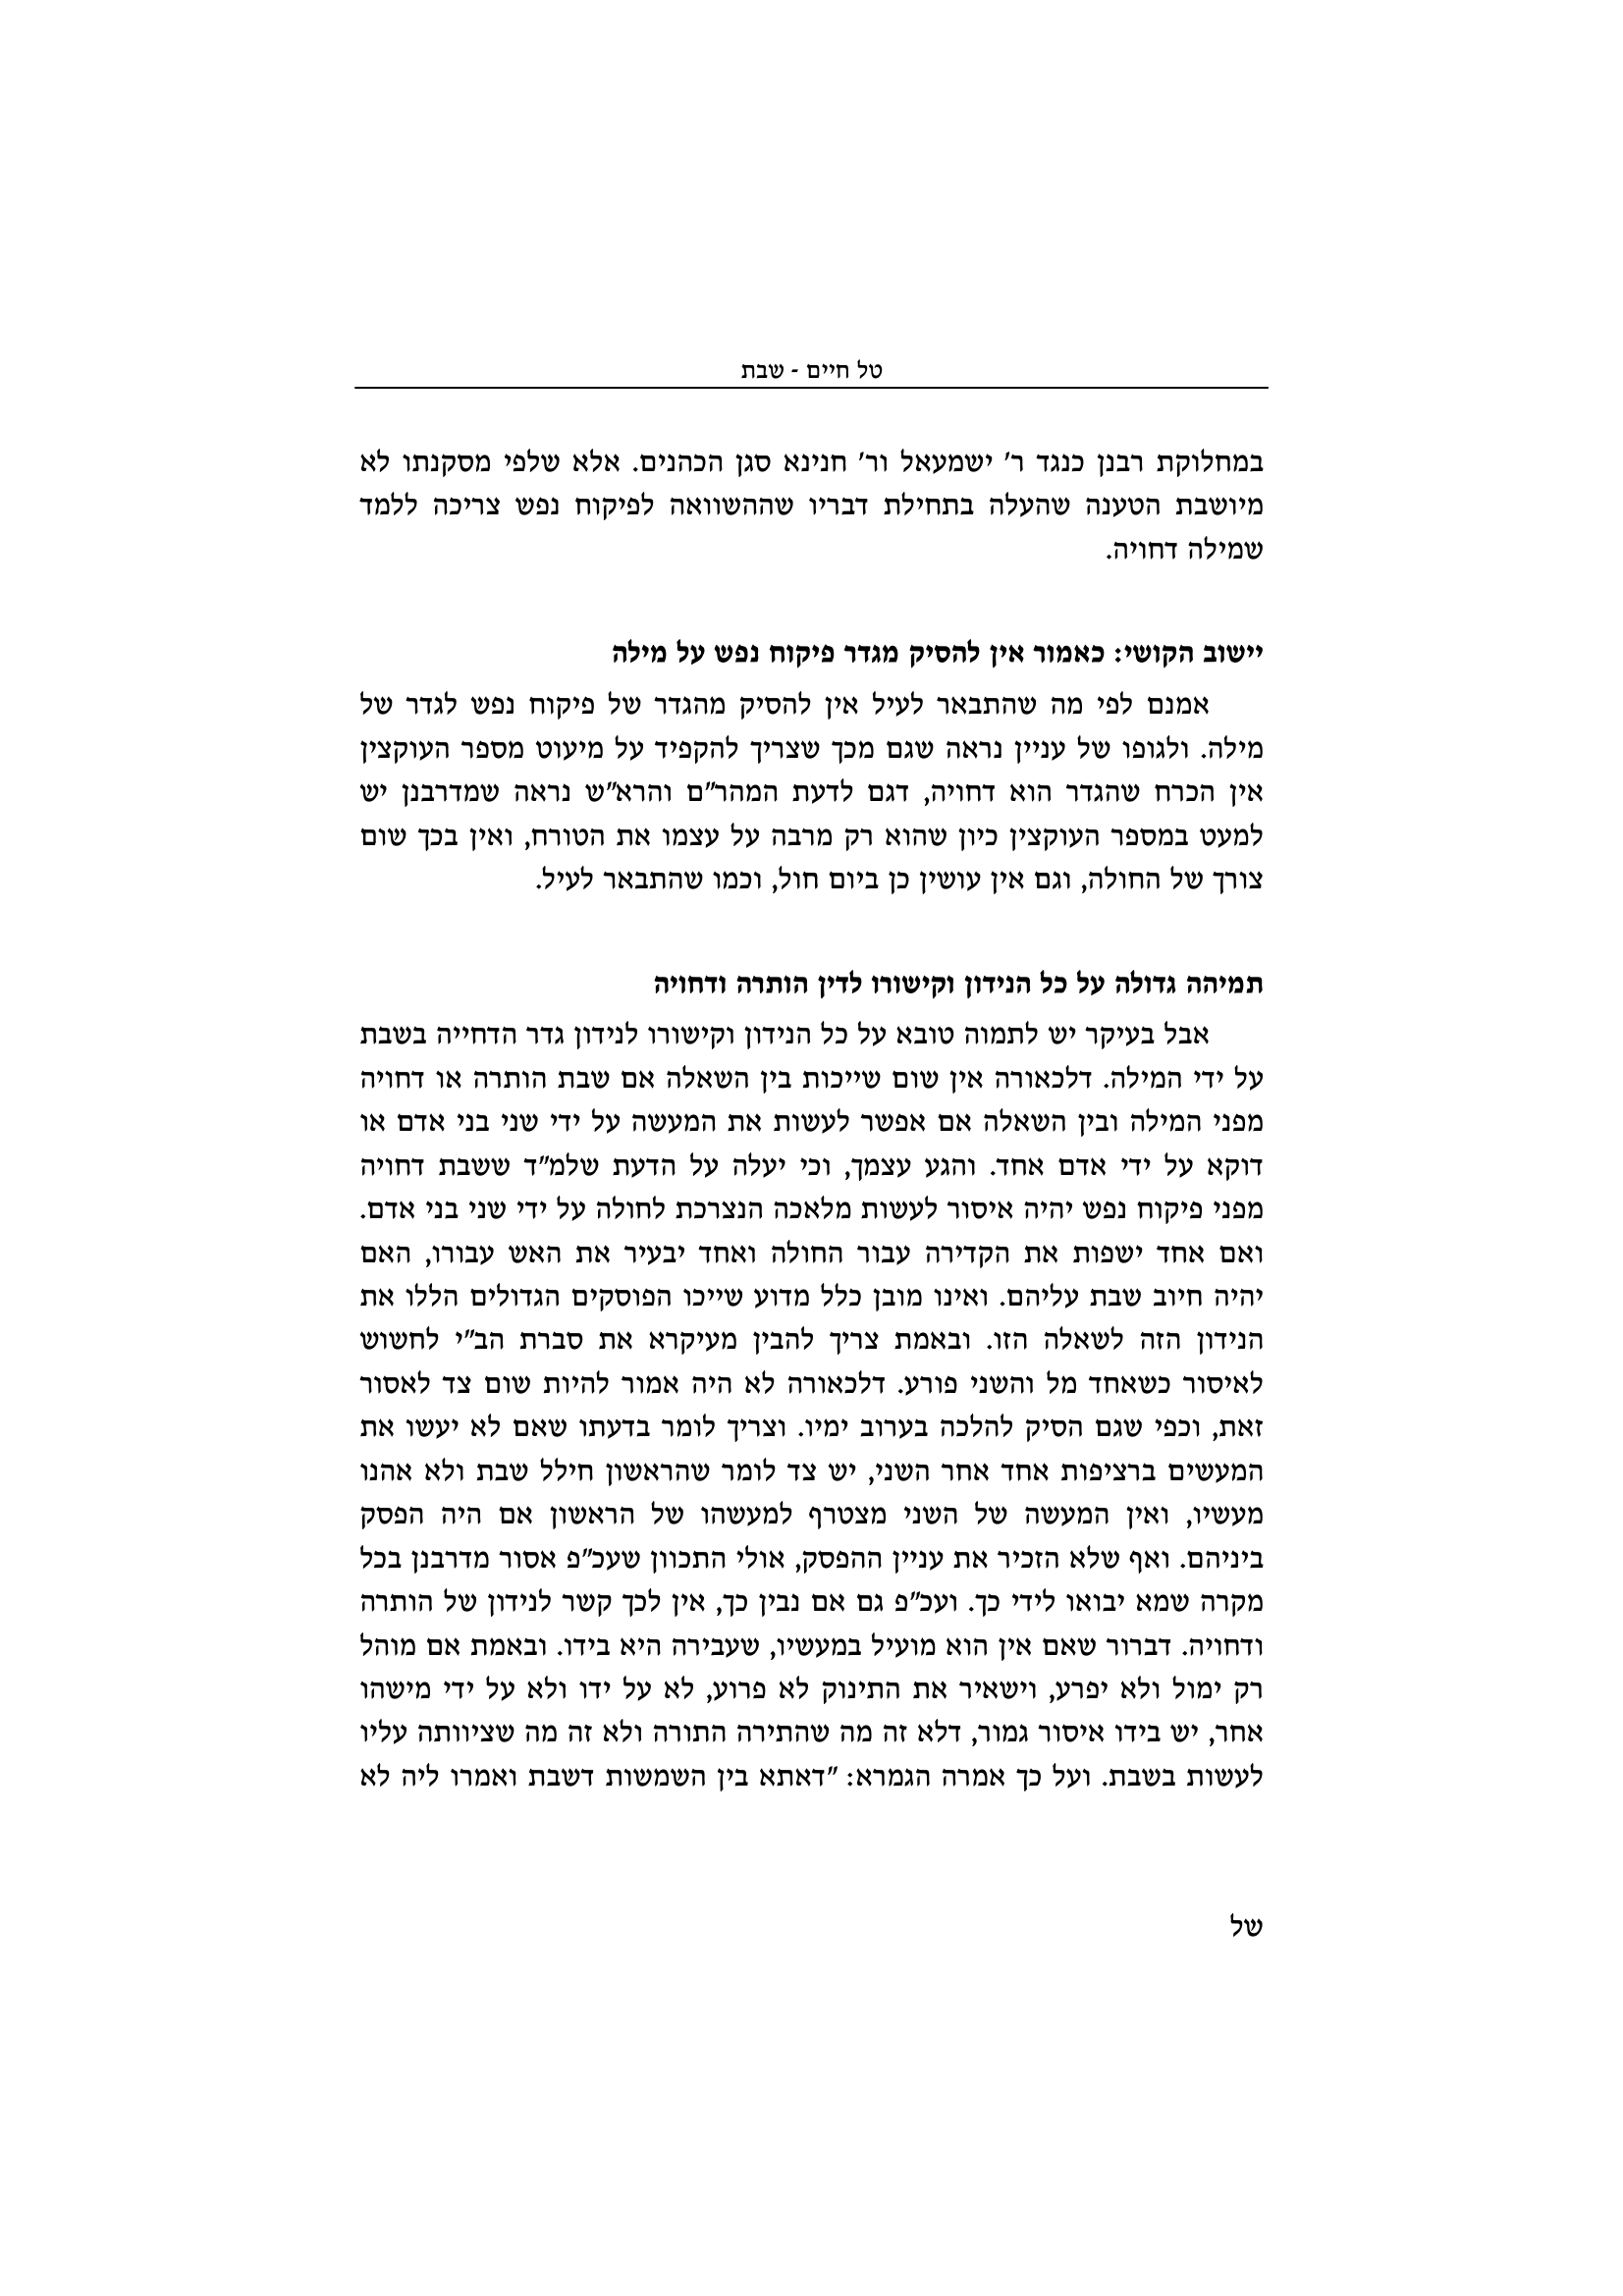 טל חיים - שבת
במחלוקת רבנן כנגד ר' ישמעאל ור' חנינא סגן הכהנים. אלא שלפי מסקנתו לא
מיושבת הטענה שהעלה בתחילת דבריו שההשוואה לפיקוח נפש צריכה ללמד
שמילה דחויה.
יישוב הקושי: כאמור אין להסיק מגדר פיקוח נפש על מילה
אמנם לפי מה שהתבאר לעיל אין להסיק מהגדר של פיקוח נפש לגדר של
מילה. ולגופו של עניין נראה שגם מכך שצריך להקפיד על מיעוט מספר העוקצין
אין הכרח שהגדר הוא דחויה, דגם לדעת המהר"ם והרא"ש נראה שמדרבנן יש
למעט במספר העוקצין כיון שהוא רק מרבה על עצמו את הטורח, ואין בכך שום
צורך של החולה, וגם אין עושין כן ביום חול, וכמו שהתבאר לעיל.
תמיהה גדולה על כל הנידון וקישורו לדין הותרה ודחויה
אבל בעיקר יש לתמוה טובא על כל הנידון וקישורו לנידון גדר הדחייה בשבת
על ידי המילה. דלכאורה אין שום שייכות בין השאלה אם שבת הותרה או דחויה
מפני המילה ובין השאלה אם אפשר לעשות את המעשה על ידי שני בני אדם או
דוקא על ידי אדם אחד. והגע עצמך, וכי יעלה על הדעת שלמ"ד ששבת דחויה
מפני פיקוח נפש יהיה איסור לעשות מלאכה הנצרכת לחולה על ידי שני בני אדם.
ואם אחד ישפות את הקדירה עבור החולה ואחד יבעיר את האש עבורו, האם
יהיה חיוב שבת עליהם. ואינו מובן כלל מדוע שייכו הפוסקים הגדולים הללו את
הנידון הזה לשאלה הזו. ובאמת צריך להבין מעיקרא את סברת הב"י לחשוש
לאיסור כשאחד מל והשני פורע. דלכאורה לא היה אמור להיות שום צד לאסור
זאת, וכפי שגם הסיק להלכה בערוב ימיו. וצריך לומר בדעתו שאם לא יעשו את
המעשים ברציפות אחד אחר השני, יש צד לומר שהראשון חילל שבת ולא אהנו
מעשיו, ואין המעשה של השני מצטרף למעשהו של הראשון אם היה הפסק
ביניהם. ואף שלא הזכיר את עניין ההפסק, אולי התכוון שעכ"פ אסור מדרבנן בכל
מקרה שמא יבואו לידי כך. ועכ"פ גם אם נבין כך, אין לכך קשר לנידון של הותרה
ודחויה. דברור שאם אין הוא מועיל במעשיו, שעבירה היא בידו. ובאמת אם מוהל
רק ימול ולא יפרע, וישאיר את התינוק לא פרוע, לא על ידו ולא על ידי מישהו
אחר, יש בידו איסור גמור, דלא זה מה שהתירה התורה ולא זה מה שציוותה עליו
לעשות בשבת. ועל כך אמרה הגמרא: "דאתא בין השמשות דשבת ואמרו ליה לא
של